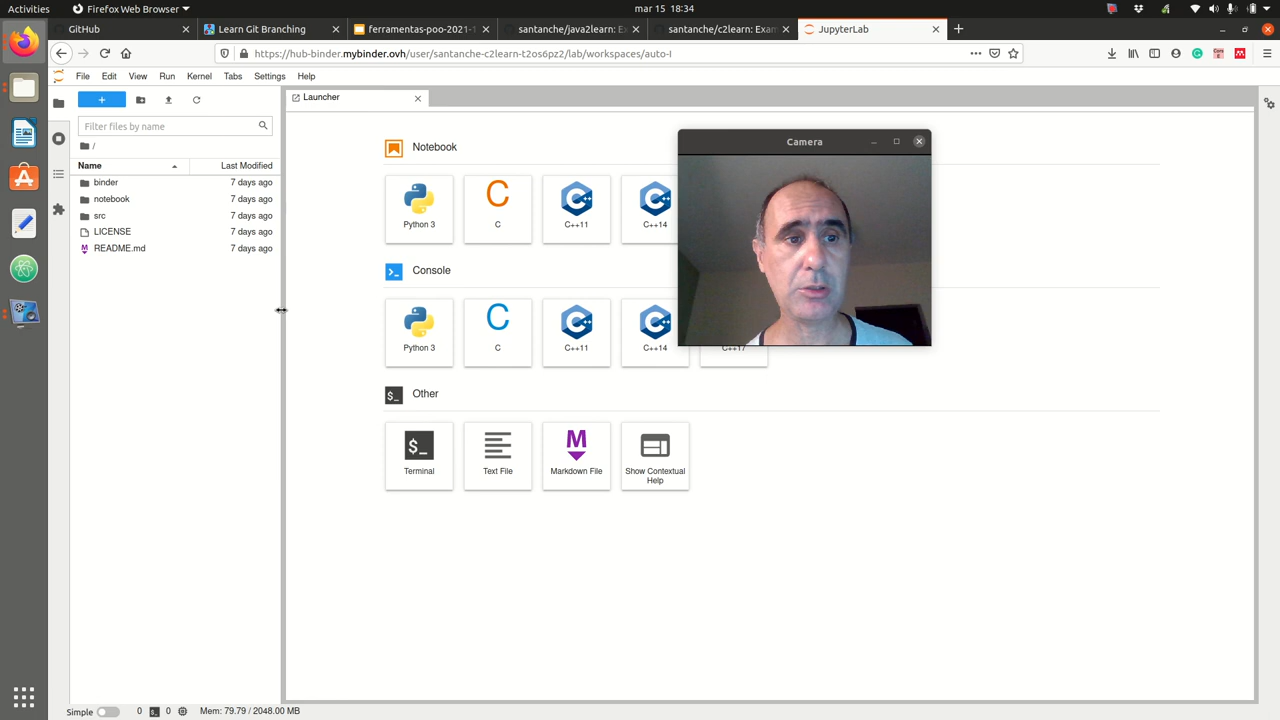 Activities
Firefox Web Browser
mar 15 18:34
GitHub
Learn Git Branching
ferramentas-poo-2021-1
santanche/java2learn: Ex
santanche/c2learn: Exam
JupyterLab
https://hub-binder.mybinder.ovh/user/santanche-c2learn-t2os6pz2/lab/workspaces/auto-I
File Edit View Run Kernel Tabs Settings Help
Launcher
Filter files by name
/
Name Last Modified
binder 7 days ago
notebook 7 days ago
src 7 days ago
LICENSE 7 days ago
README.md 7 days ago
Camera
Notebook
Python 3
C
C++11
C++14
Console
Python 3
C
C++11
C++14
C++17
Other
Terminal
Text File
Markdown File
Show Contextual
Help
Simple 0 0 Mem: 79.79 / 2048.00 MB